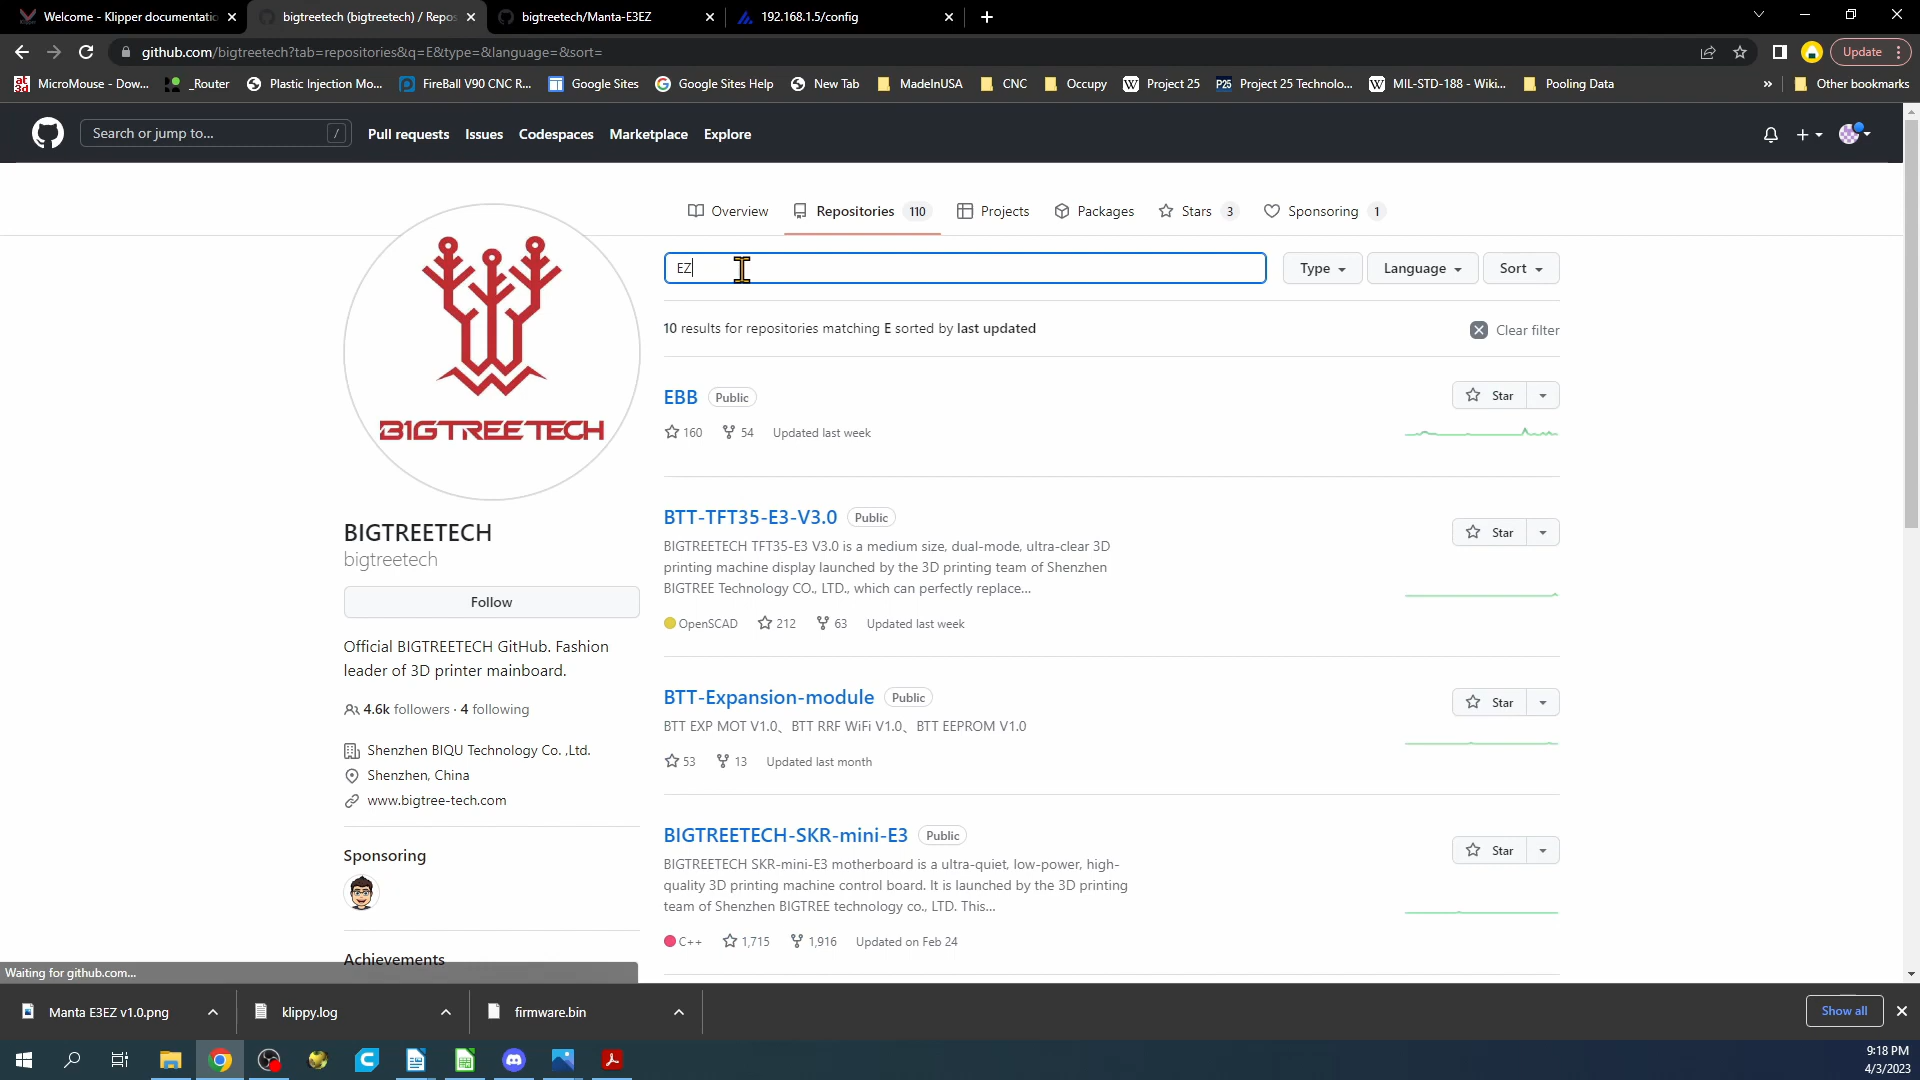 Welcome - Klipper documentatio
bigtreetech (bigtreetech) / Repos
bigtreetech/Manta-E3EZ
192.168.1.5/config
github.com/bigtreetech?tab=repositories&q=E&type=&language=&sort=
Update
MicroMouse - Dow...
_Router
Plastic Injection Mo...
FireBall V90 CNC R...
Google Sites
Google Sites Help
New Tab
MadeInUSA
CNC
Occupy
Project 25
P25 Project 25 Technolo...
MIL-STD-188 - Wiki...
Pooling Data
»
Other bookmarks
Search or jump to... /
Pull requests
Issues
Codespaces
Marketplace
Explore
Overview
Repositories 110
Projects
Packages
Stars 3
Sponsoring 1
EZ
Type
Language
Sort
10 results for repositories matching E sorted by last updated
Clear filter
EBB Public
Star
160 54 Updated last week
BTT-TFT35-E3-V3.0 Public
Star
BIGTREETECH TFT35-E3 V3.0 is a medium size, dual-mode, ultra-clear 3D
printing machine display launched by the 3D printing team of Shenzhen
BIGTREE Technology CO., LTD., which can perfectly replace...
OpenSCAD 212 63 Updated last week
BTT-Expansion-module Public
Star
BTT EXP MOT V1.0、BTT RRF WiFi V1.0、BTT EEPROM V1.0
53 13 Updated last month
BIGTREETECH-SKR-mini-E3 Public
Star
BIGTREETECH SKR-mini-E3 motherboard is a ultra-quiet, low-power, high-
quality 3D printing machine control board. It is launched by the 3D printing
team of Shenzhen BIGTREE technology co., LTD. This...
C++ 1,715 1,916 Updated on Feb 24
BIGTREETECH
BIGTREETECH
bigtreetech
Follow
Official BIGTREETECH GitHub. Fashion
leader of 3D printer mainboard.
4.6k followers · 4 following
Shenzhen BIQU Technology Co. ,Ltd.
Shenzhen, China
www.bigtree-tech.com
Sponsoring
Achievements
Waiting for github.com...
Manta E3EZ v1.0.png
klippy.log
firmware.bin
Show all
9:18 PM
4/3/2023